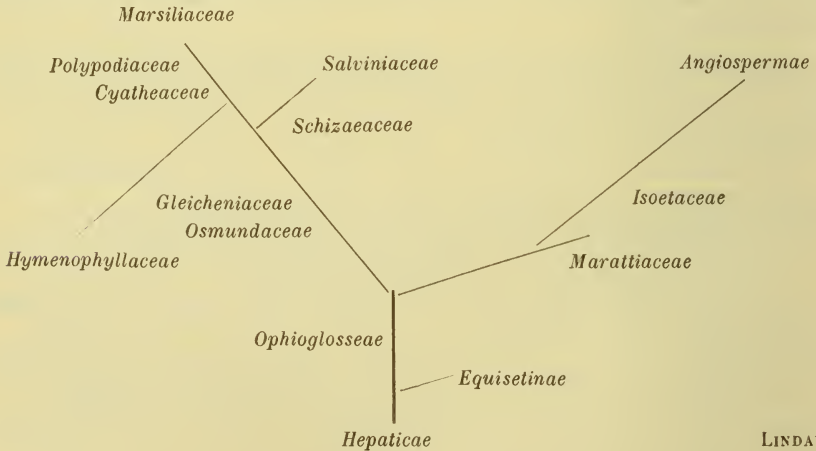 Marsiliaceae
Polypodiaceae
Salviniaceae
Angiospermae
Cyatheaceae
Schizaeaceae
Isoetaceae
Gleicheniaceae
Osmundaceae
Hymenophyllaceae
Marattiaceae
Ophioglosseae
Equisetinae
Hepaticae